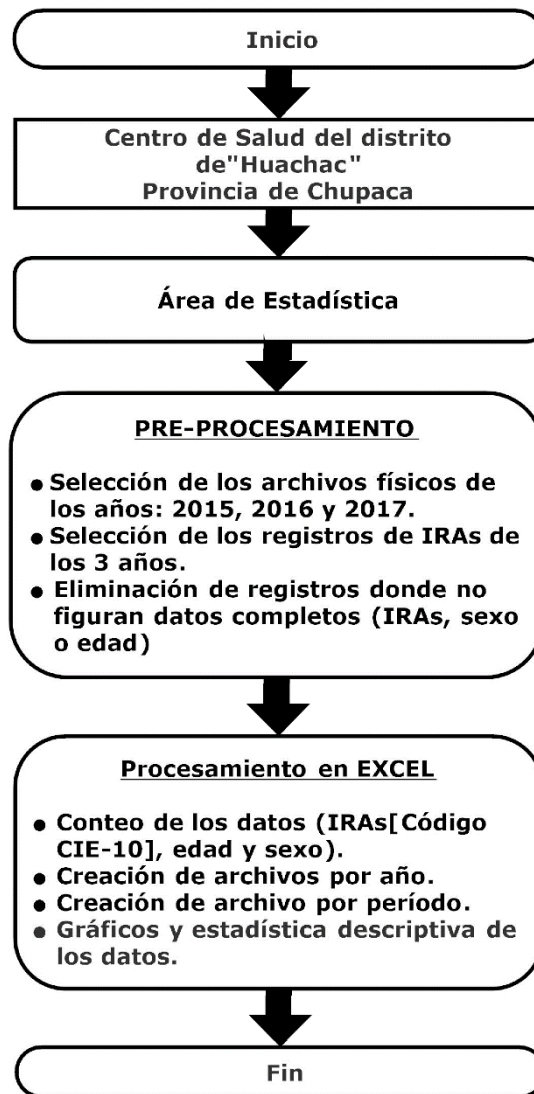 Inicio
Centro de Salud del distrito
de"Huachac"
Provincia de Chupaca
Área de Estadística
PRE-PROCESAMIENTO
● Selección de los archivos físicos de
los años: 2015, 2016 y 2017.
● Selección de los registros de IRAs de
los 3 años.
● Eliminación de registros donde no
figuran datos completos (IRAs, sexo
o edad)
Procesamiento en EXCEL
● Conteo de los datos (IRAs[Código
CIE-10], edad y sexo).
● Creación de archivos por año.
● Creación de archivo por período.
● Gráficos y estadística descriptiva de
los datos.
Fin